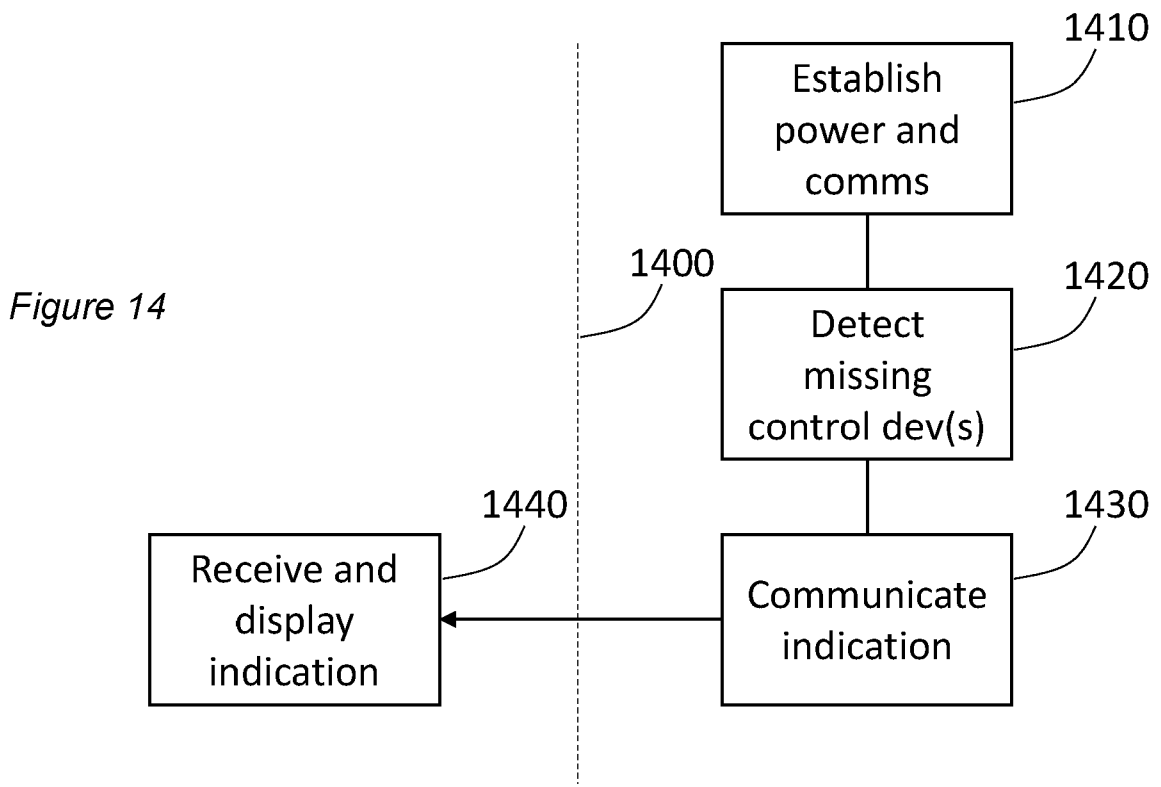 1410
Establish
power and
comms
1400
1420
Figure 14
Detect
missing
control dev(s)
1440
1430
Receive and
display
indication
Communicate
indication